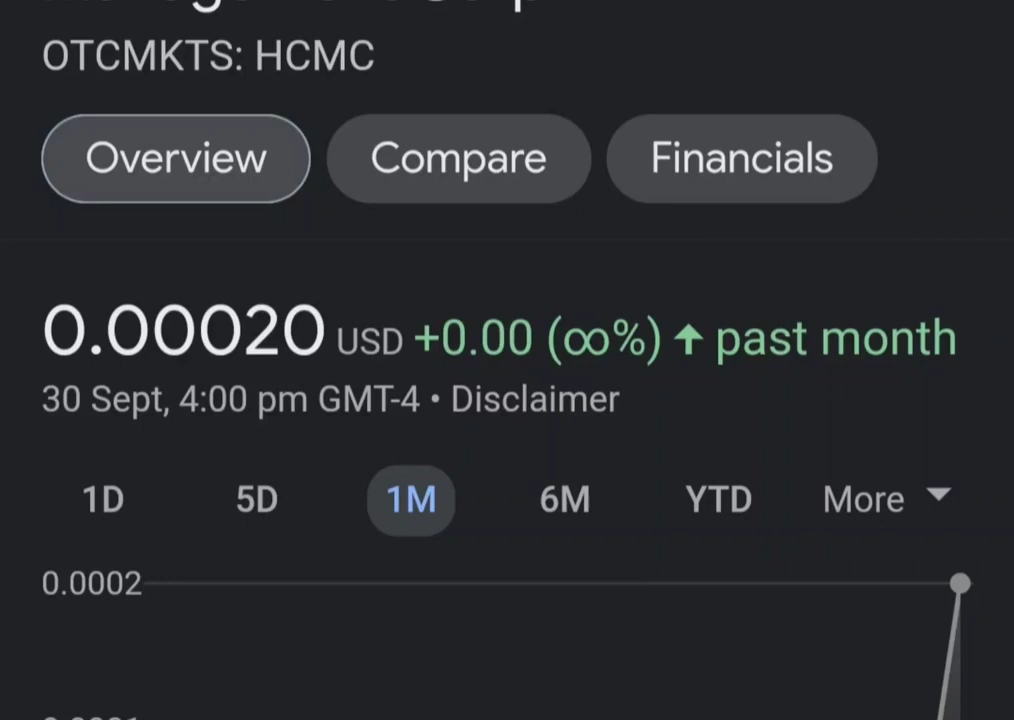 OTCMKTS: HCMC
Overview Compare Financials
0.00020 USD +0.00 (∞%) ↑ past month
30 Sept, 4:00 pm GMT-4 • Disclaimer
1D 5D 1M 6M YTD More
0.0002